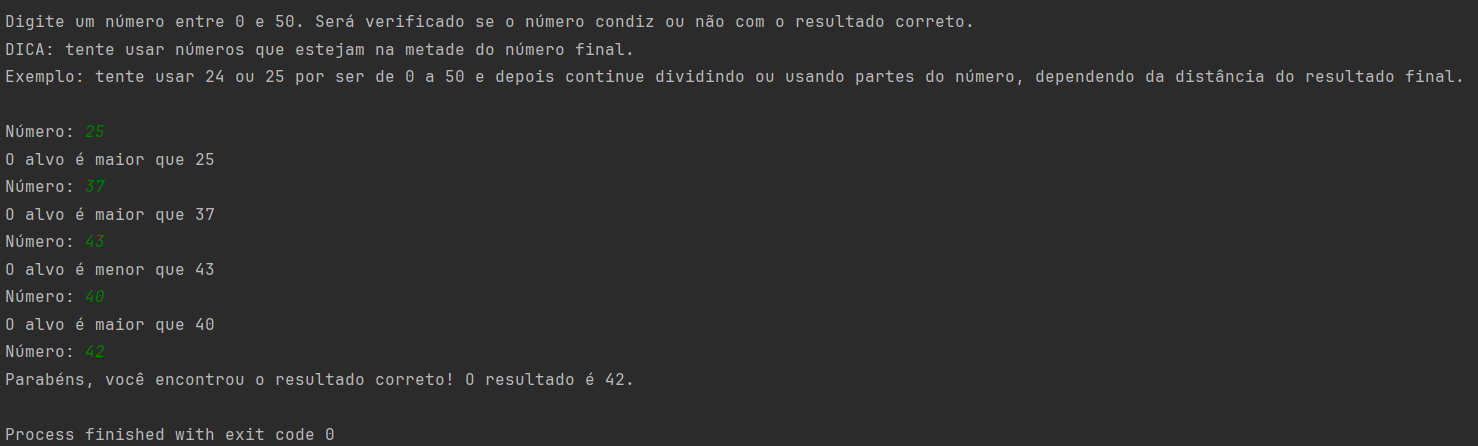 Digite um número entre 0 e 50. Será verificado se o número condiz ou não com o resultado correto.
DICA: tente usar números que estejam na metade do número final.
Exemplo: tente usar 24 ou 25 por ser de 0 a 50 e depois continue dividindo ou usando partes do número, dependendo da distância do resultado final.
Número: 25
O alvo é maior que 25
Número: 37
O alvo é maior que 37
Número: 43
O alvo é menor que 43
Número: 40
O alvo é maior que 40
Número: 42
Parabéns, você encontrou o resultado correto! O resultado é 42.
Process finished with exit code 0